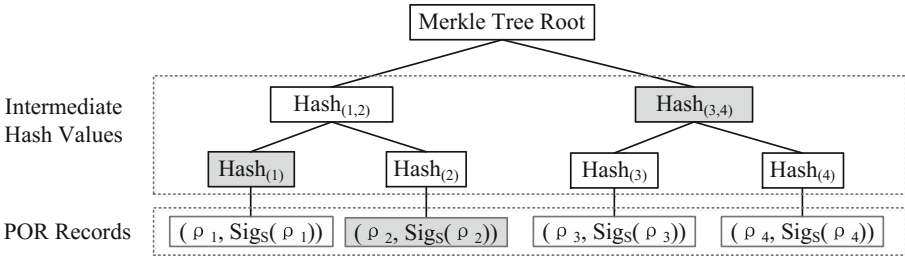 Merkle Tree Root
Intermediate Hash Values
Hash(1,2)
Hash(3,4)
Hash(1)
Hash(2)
Hash(3)
Hash(4)
POR Records
(ρ1, SigS(ρ1))
(ρ2, SigS(ρ2))
(ρ3, SigS(ρ3))
(ρ4, SigS(ρ4))